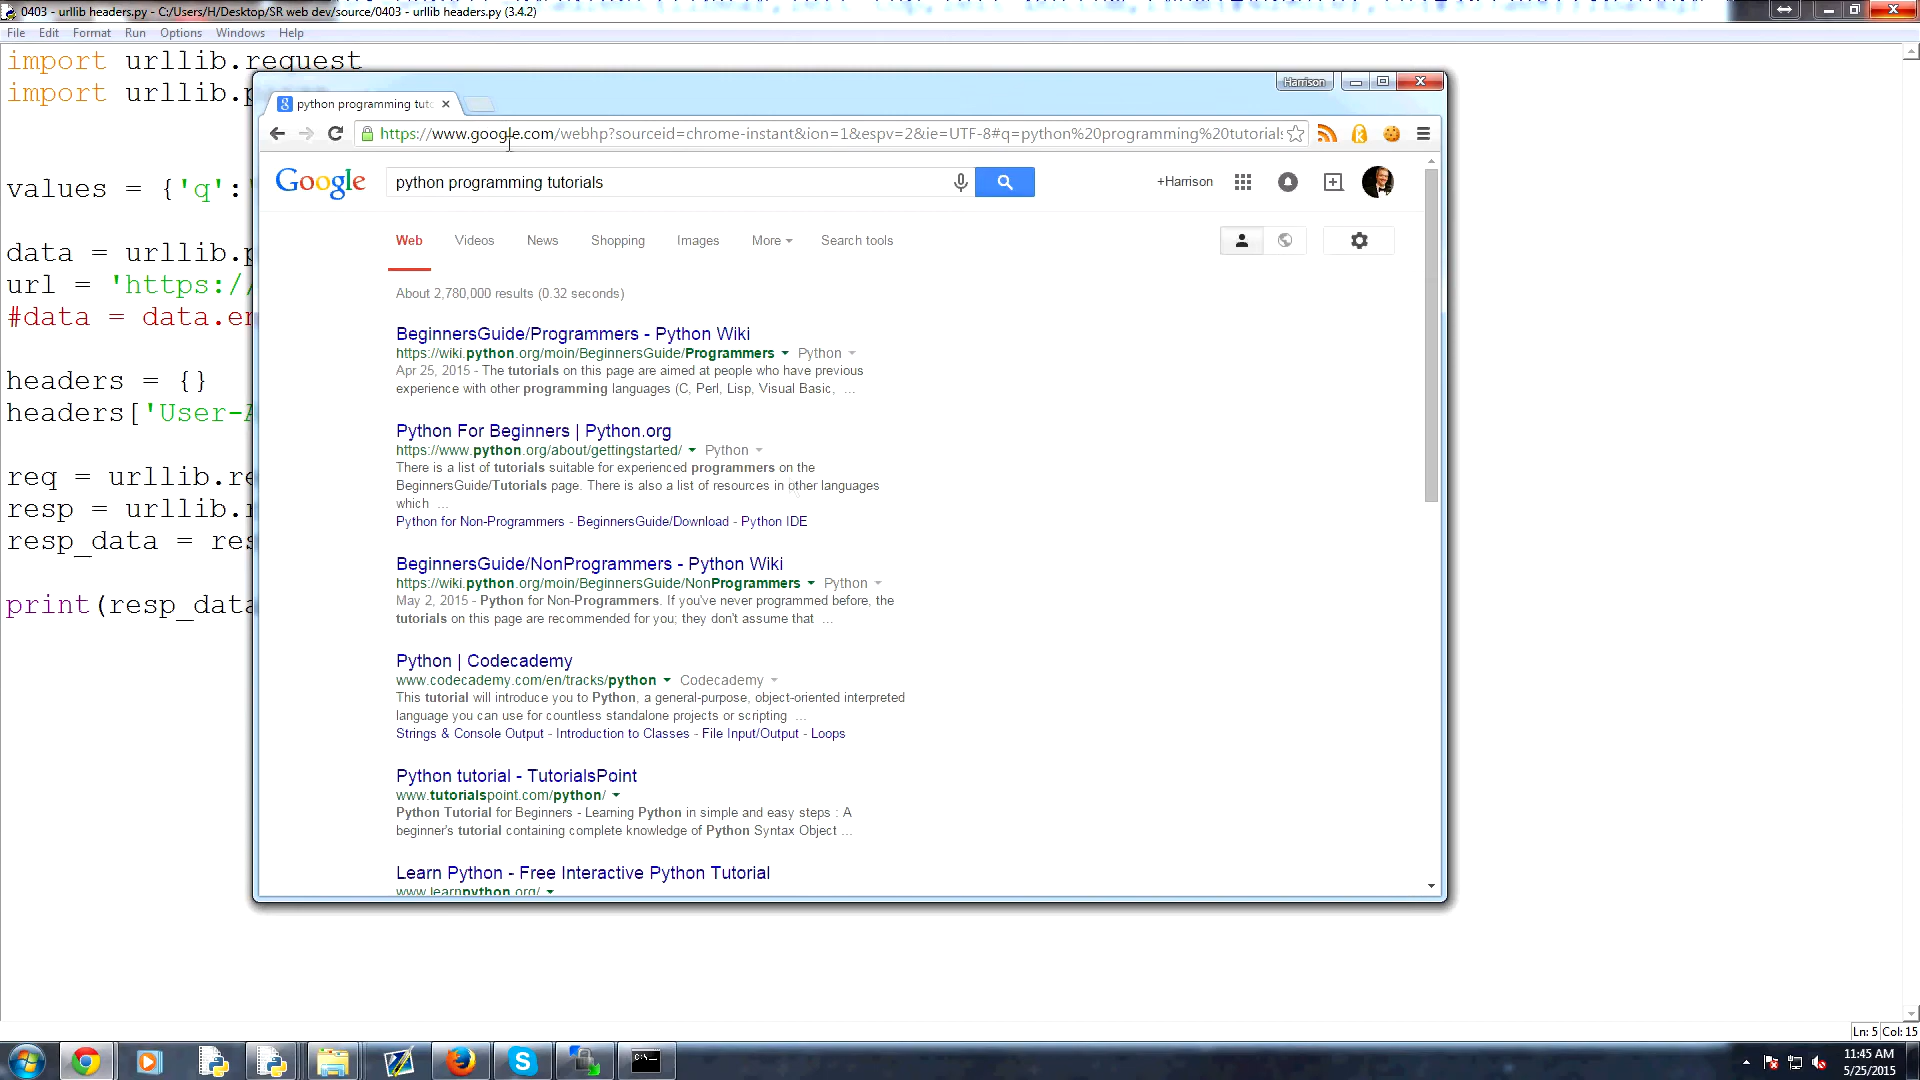 0403 - urllib headers.py - C:/Users/H/Desktop/SR web dev/source/0403 - urllib headers.py (3.4.2)
File Edit Format Run Options Windows Help
import urllib.request
import urllib.p
values = {'q':'
data = urllib.p
url = 'https://
#data = data.en
headers = {}
headers['User-A
req = urllib.re
resp = urllib.r
resp_data = res
print(resp_data
Harrison
python programming tuto
https://www.google.com/webhp?sourceid=chrome-instant&ion=1&espv=2&ie=UTF-8#q=python%20programming%20tutorials
Google
python programming tutorials
+Harrison
Web Videos News Shopping Images More Search tools
About 2,780,000 results (0.32 seconds)
BeginnersGuide/Programmers - Python Wiki
https://wiki.python.org/moin/BeginnersGuide/Programmers Python
Apr 25, 2015 - The tutorials on this page are aimed at people who have previous
experience with other programming languages (C, Perl, Lisp, Visual Basic, ...
Python For Beginners | Python.org
https://www.python.org/about/gettingstarted/ Python
There is a list of tutorials suitable for experienced programmers on the
BeginnersGuide/Tutorials page. There is also a list of resources in other languages
which ...
Python for Non-Programmers - BeginnersGuide/Download - Python IDE
BeginnersGuide/NonProgrammers - Python Wiki
https://wiki.python.org/moin/BeginnersGuide/NonProgrammers Python
May 2, 2015 - Python for Non-Programmers. If you've never programmed before, the
tutorials on this page are recommended for you; they don't assume that ...
Python | Codecademy
www.codecademy.com/en/tracks/python Codecademy
This tutorial will introduce you to Python, a general-purpose, object-oriented interpreted
language you can use for countless standalone projects or scripting ...
Strings & Console Output - Introduction to Classes - File Input/Output - Loops
Python tutorial - TutorialsPoint
www.tutorialspoint.com/python/
Python Tutorial for Beginners - Learning Python in simple and easy steps : A
beginner's tutorial containing complete knowledge of Python Syntax Object ...
Learn Python - Free Interactive Python Tutorial
www.learnpython.org/
Ln: 5 Col: 15
11:45 AM
5/25/2015